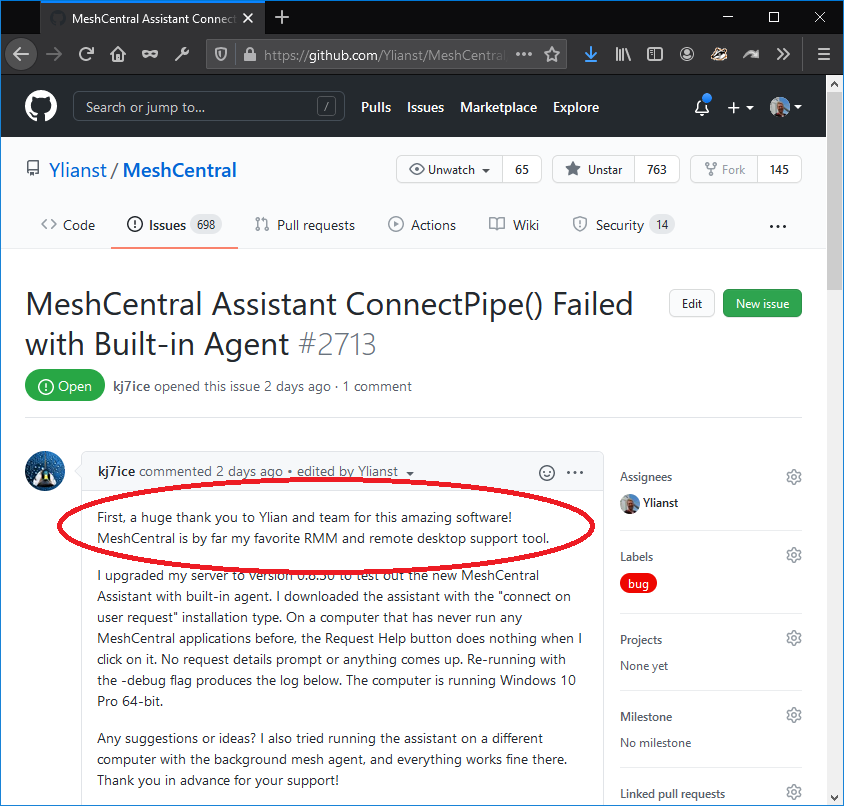 MeshCentral Assistant Connect
https://github.com/Ylianst/MeshCentral
Search or jump to... /
Pulls Issues Marketplace Explore
Ylianst / MeshCentral
Unwatch 65
Unstar 763
Fork 145
Code
Issues 698
Pull requests
Actions
Wiki
Security 14
MeshCentral Assistant ConnectPipe() Failed
with Built-in Agent #2713
Edit
New issue
Open
kj7ice opened this issue 2 days ago · 1 comment
kj7ice commented 2 days ago • edited by Ylianst
First, a huge thank you to Ylian and team for this amazing software!
MeshCentral is by far my favorite RMM and remote desktop support tool.
I upgraded my server to version 0.8.50 to test out the new MeshCentral
Assistant with built-in agent. I downloaded the assistant with the "connect on
user request" installation type. On a computer that has never run any
MeshCentral applications before, the Request Help button does nothing when I
click on it. No request details prompt or anything comes up. Re-running with
the -debug flag produces the log below. The computer is running Windows 10
Pro 64-bit.
Any suggestions or ideas? I also tried running the assistant on a different
computer with the background mesh agent, and everything works fine there.
Thank you in advance for your support!
Assignees
Ylianst
Labels
bug
Projects
None yet
Milestone
No milestone
Linked pull requests